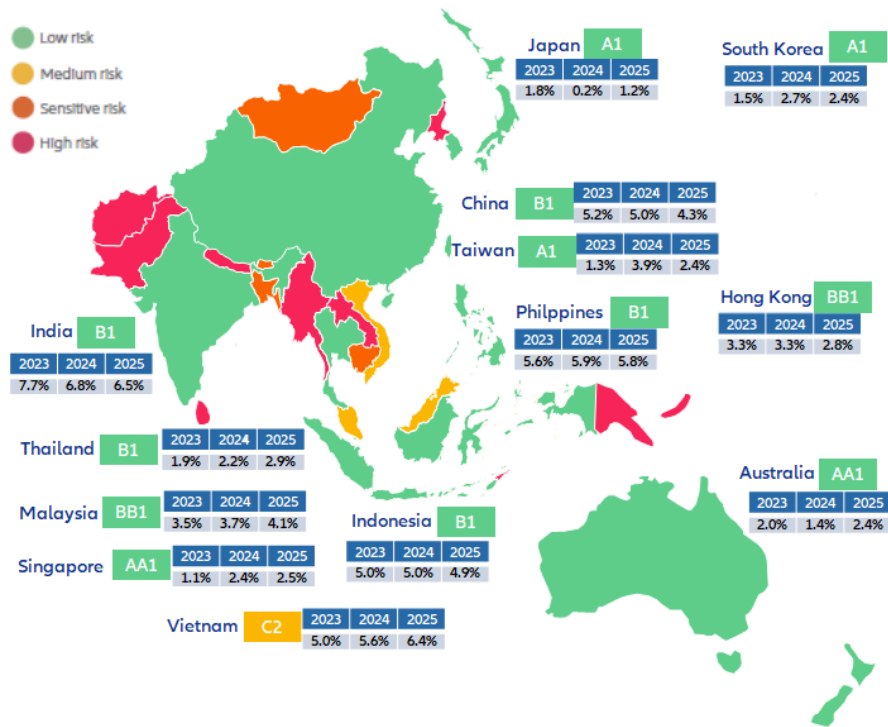 Low risk
Medium risk
Sensitive risk
High risk
Japan A1
2023 2024 2025
1.8% 0.2% 1.2%
South Korea A1
2023 2024 2025
1.5% 2.7% 2.4%
China B1
2023 2024 2025
5.2% 5.0% 4.3%
Taiwan A1
2023 2024 2025
1.3% 3.9% 2.4%
Philppines B1
2023 2024 2025
5.6% 5.9% 5.8%
Hong Kong BB1
2023 2024 2025
3.3% 3.3% 2.8%
India B1
2023 2024 2025
7.7% 6.8% 6.5%
Thailand B1
2023 2024 2025
1.9% 2.2% 2.9%
Malaysia BB1
2023 2024 2025
3.5% 3.7% 4.1%
Singapore AA1
2023 2024 2025
1.1% 2.4% 2.5%
Indonesia B1
2023 2024 2025
5.0% 5.0% 4.9%
Australia AA1
2023 2024 2025
2.0% 1.4% 2.4%
Vietnam C2
2023 2024 2025
5.0% 5.6% 6.4%